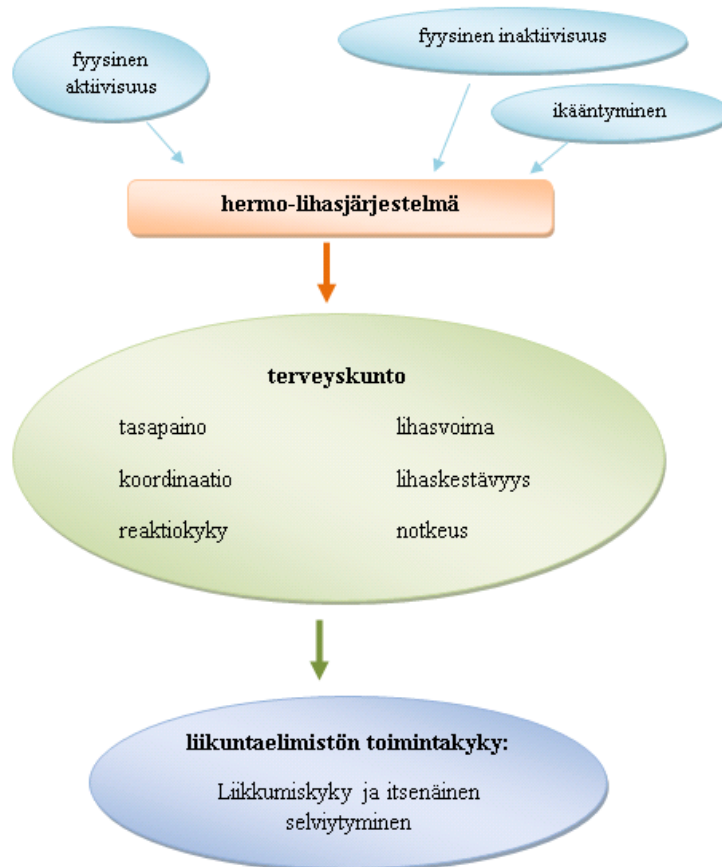 fyysinen
aktiivisuus
fyysinen inaktiivisuus
ikääntyminen
hermo-lihasjärjestelmä
terveyskunto
tasapaino
lihasvoima
koordinaatio
lihaskestävyys
reaktiokyky
notkeus
liikuntaelimistön toimintakyky:
Liikkumiskyky ja itsenäinen
selviytyminen